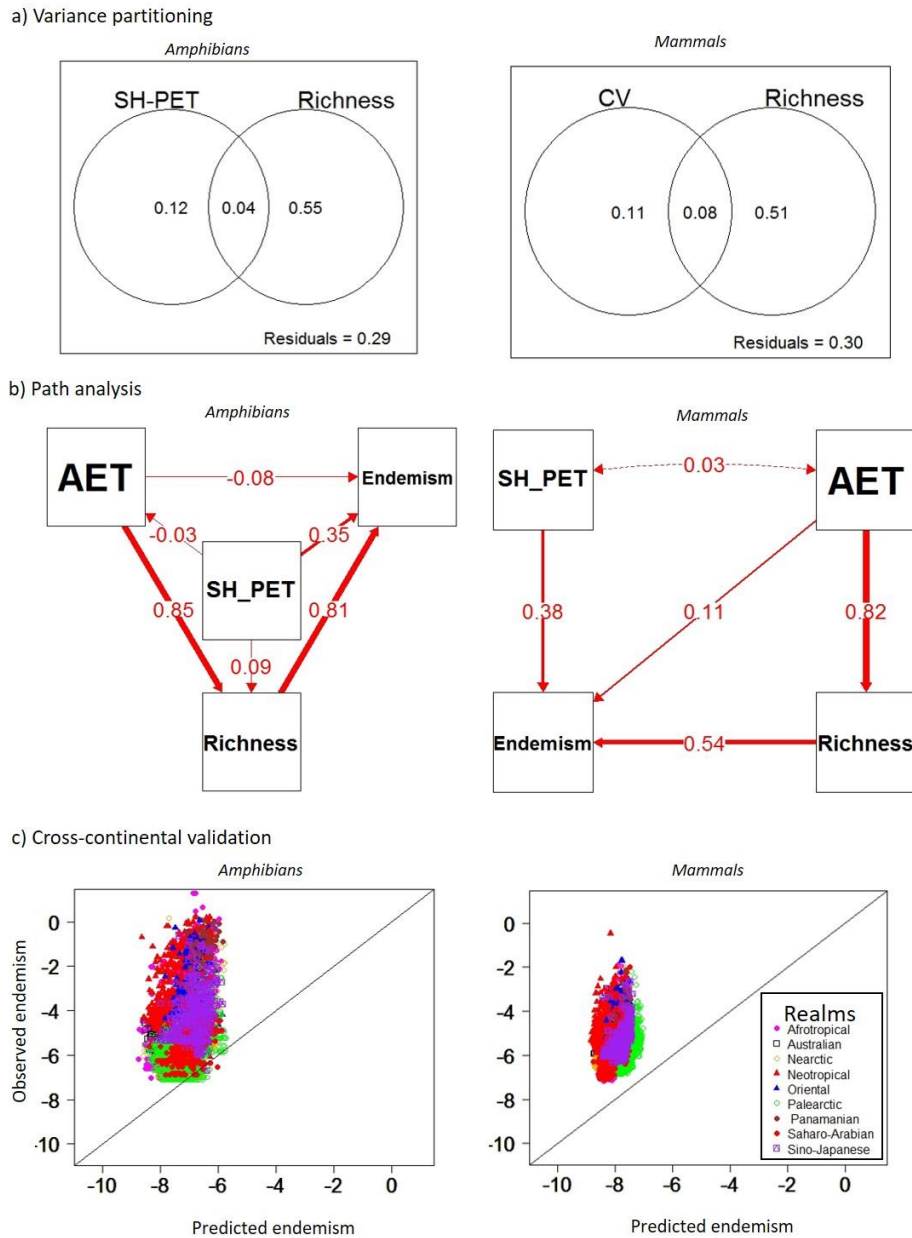 a) Variance partitioning
Amphibians
Mammals
SH-PET Richness
0.12 0.04 0.55
Residuals = 0.29
CV Richness
0.11 0.08 0.51
Residuals = 0.30
b) Path analysis
Amphibians
Mammals
AET
-0.08
Endemism
-0.03
0.35
SH_PET
0.85
0.81
0.09
Richness
SH_PET
0.03
AET
0.38
0.11
0.82
Endemism
0.54
Richness
c) Cross-continental validation
Amphibians
Mammals
Observed endemism
0
-2
-4
-6
-8
-10
-10 -8 -6 -4 -2 0
Predicted endemism
0
-2
-4
-6
-8
-10
-10 -8 -6 -4 -2 0
Predicted endemism
Realms
Afrotropical
Australian
Nearctic
Neotropical
Oriental
Palearctic
Panamanian
Saharo-Arabian
Sino-Japanese